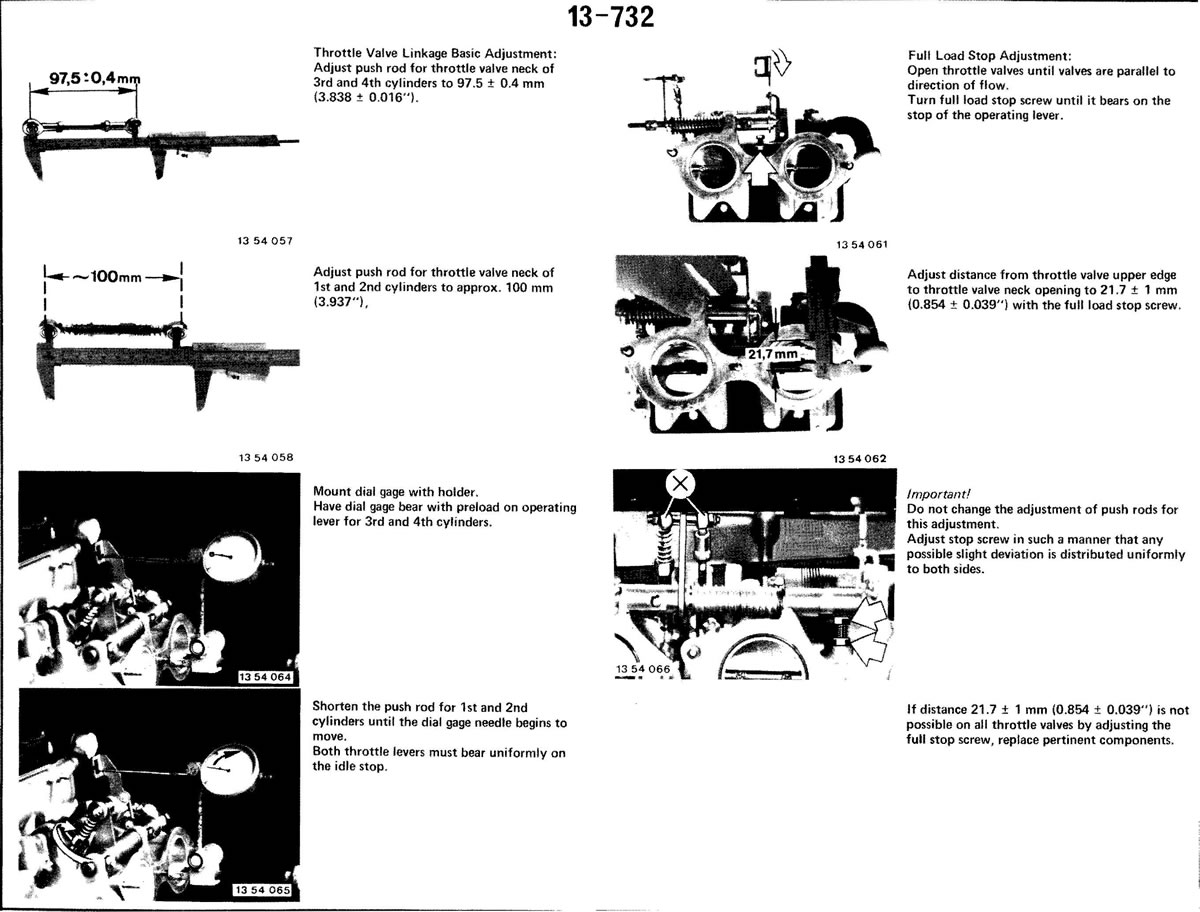 13-732
97,5±0,4mm
Throttle Valve Linkage Basic Adjustment:
Adjust push rod for throttle valve neck of
3rd and 4th cylinders to 97.5 ± 0.4 mm
(3.838 ± 0.016").
13 54 057
~100mm
Adjust push rod for throttle valve neck of
1st and 2nd cylinders to approx. 100 mm
(3.937"),
13 54 058
Mount dial gage with holder.
Have dial gage bear with preload on operating
lever for 3rd and 4th cylinders.
13 54 064
Shorten the push rod for 1st and 2nd
cylinders until the dial gage needle begins to
move.
Both throttle levers must bear uniformly on
the idle stop.
13 54 065
Full Load Stop Adjustment:
Open throttle valves until valves are parallel to
direction of flow.
Turn full load stop screw until it bears on the
stop of the operating lever.
13 54 061
21,7mm
Adjust distance from throttle valve upper edge
to throttle valve neck opening to 21.7 ± 1 mm
(0.854 ± 0.039") with the full load stop screw.
13 54 062
Important!
Do not change the adjustment of push rods for
this adjustment.
Adjust stop screw in such a manner that any
possible slight deviation is distributed uniformly
to both sides.
13 54 066
If distance 21.7 ± 1 mm (0.854 ± 0.039") is not
possible on all throttle valves by adjusting the
full stop screw, replace pertinent components.